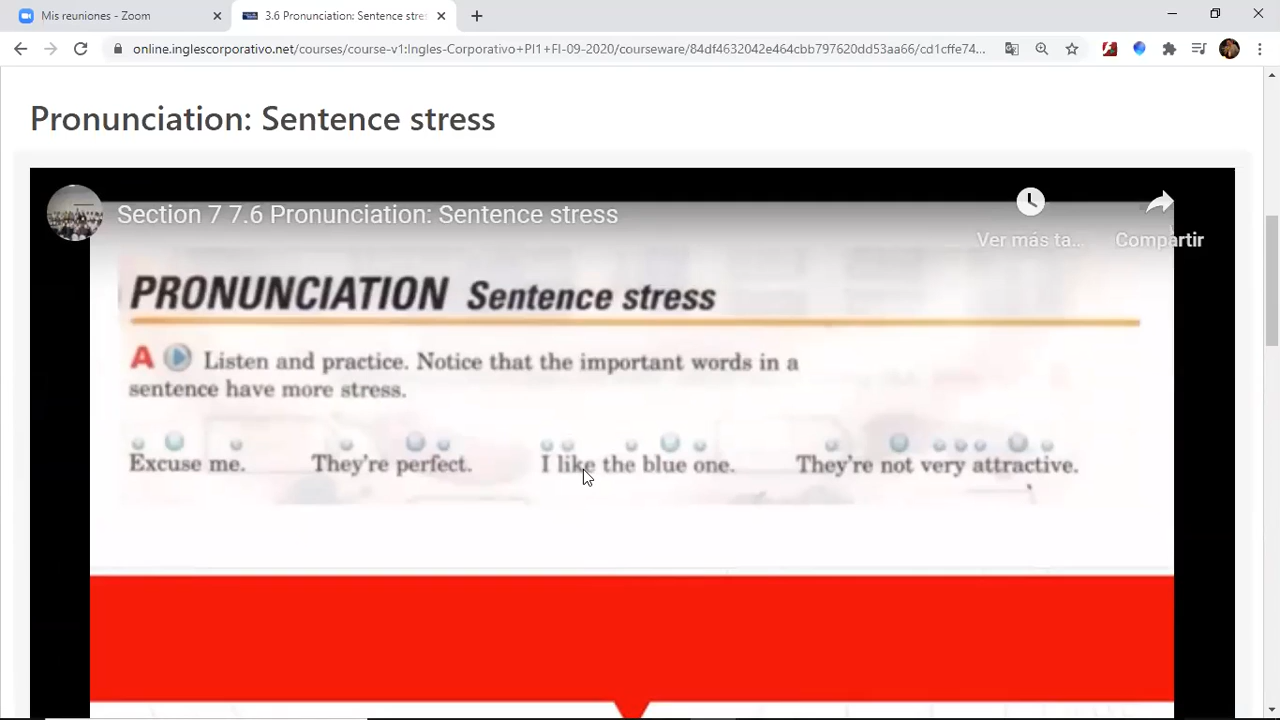 Mis reuniones - Zoom
3.6 Pronunciation: Sentence stre
online.inglescorporativo.net/courses/course-v1:Ingles-Corporativo+PI1+FI-09-2020/courseware/84df4632042e464cbb797620dd53aa66/cd1cffe74...
Pronunciation: Sentence stress
Section 7 7.6 Pronunciation: Sentence stress
Ver más ta...
Compartir
PRONUNCIATION Sentence stress
A Listen and practice. Notice that the important words in a
sentence have more stress.
Excuse me. They're perfect. I like the blue one. They're not very attractive.